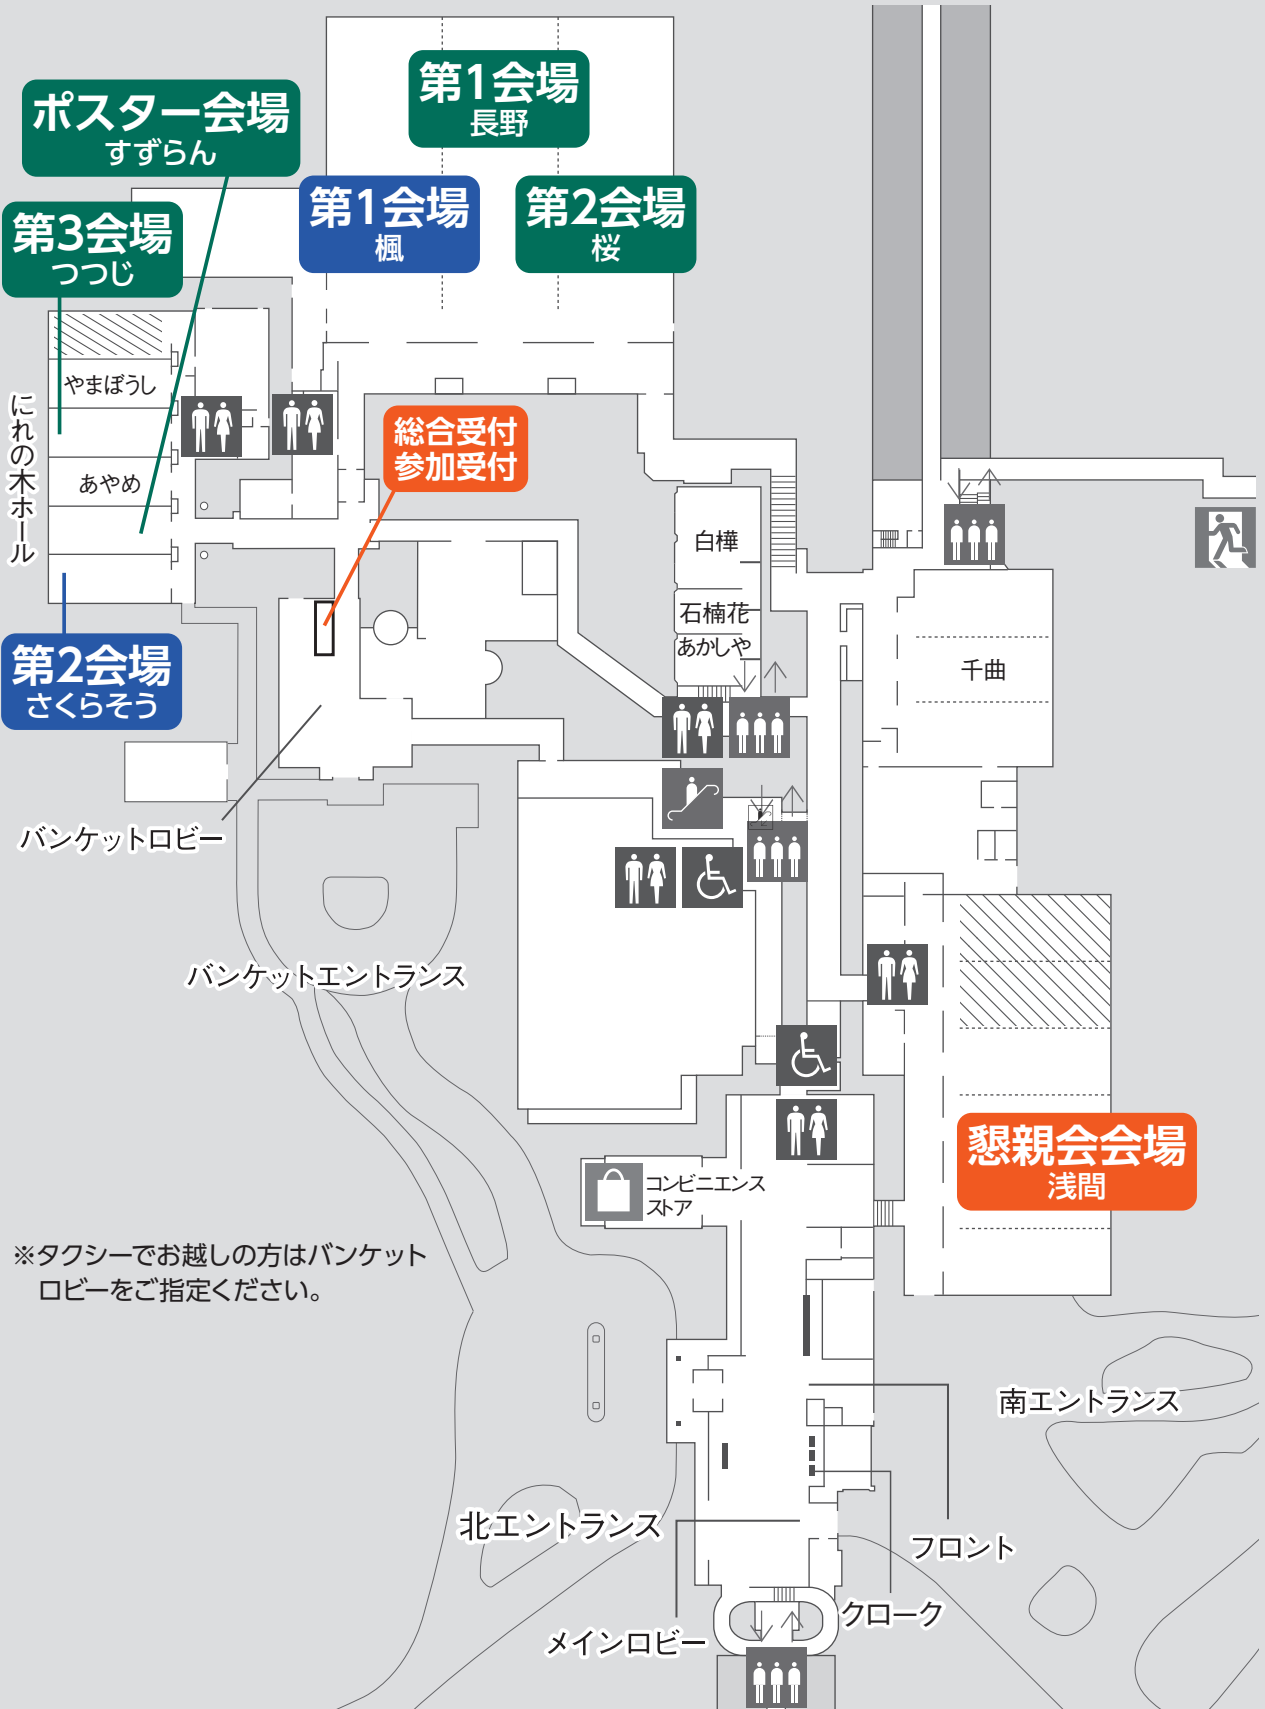 第1会場
長野
ポスター会場
すずらん
第1会場
楓
第2会場
桜
第3会場
つつじ
やまぼうし
にれの木ホール
あやめ
総合受付
参加受付
白樺
石楠花
あかしや
千曲
第2会場
さくらそう
バンケットロビー
バンケットエントランス
懇親会会場
浅間
コンビニエンス
ストア
※タクシーでお越しの方はバンケット
ロビーをご指定ください。
南エントランス
北エントランス
フロント
クローク
メインロビー